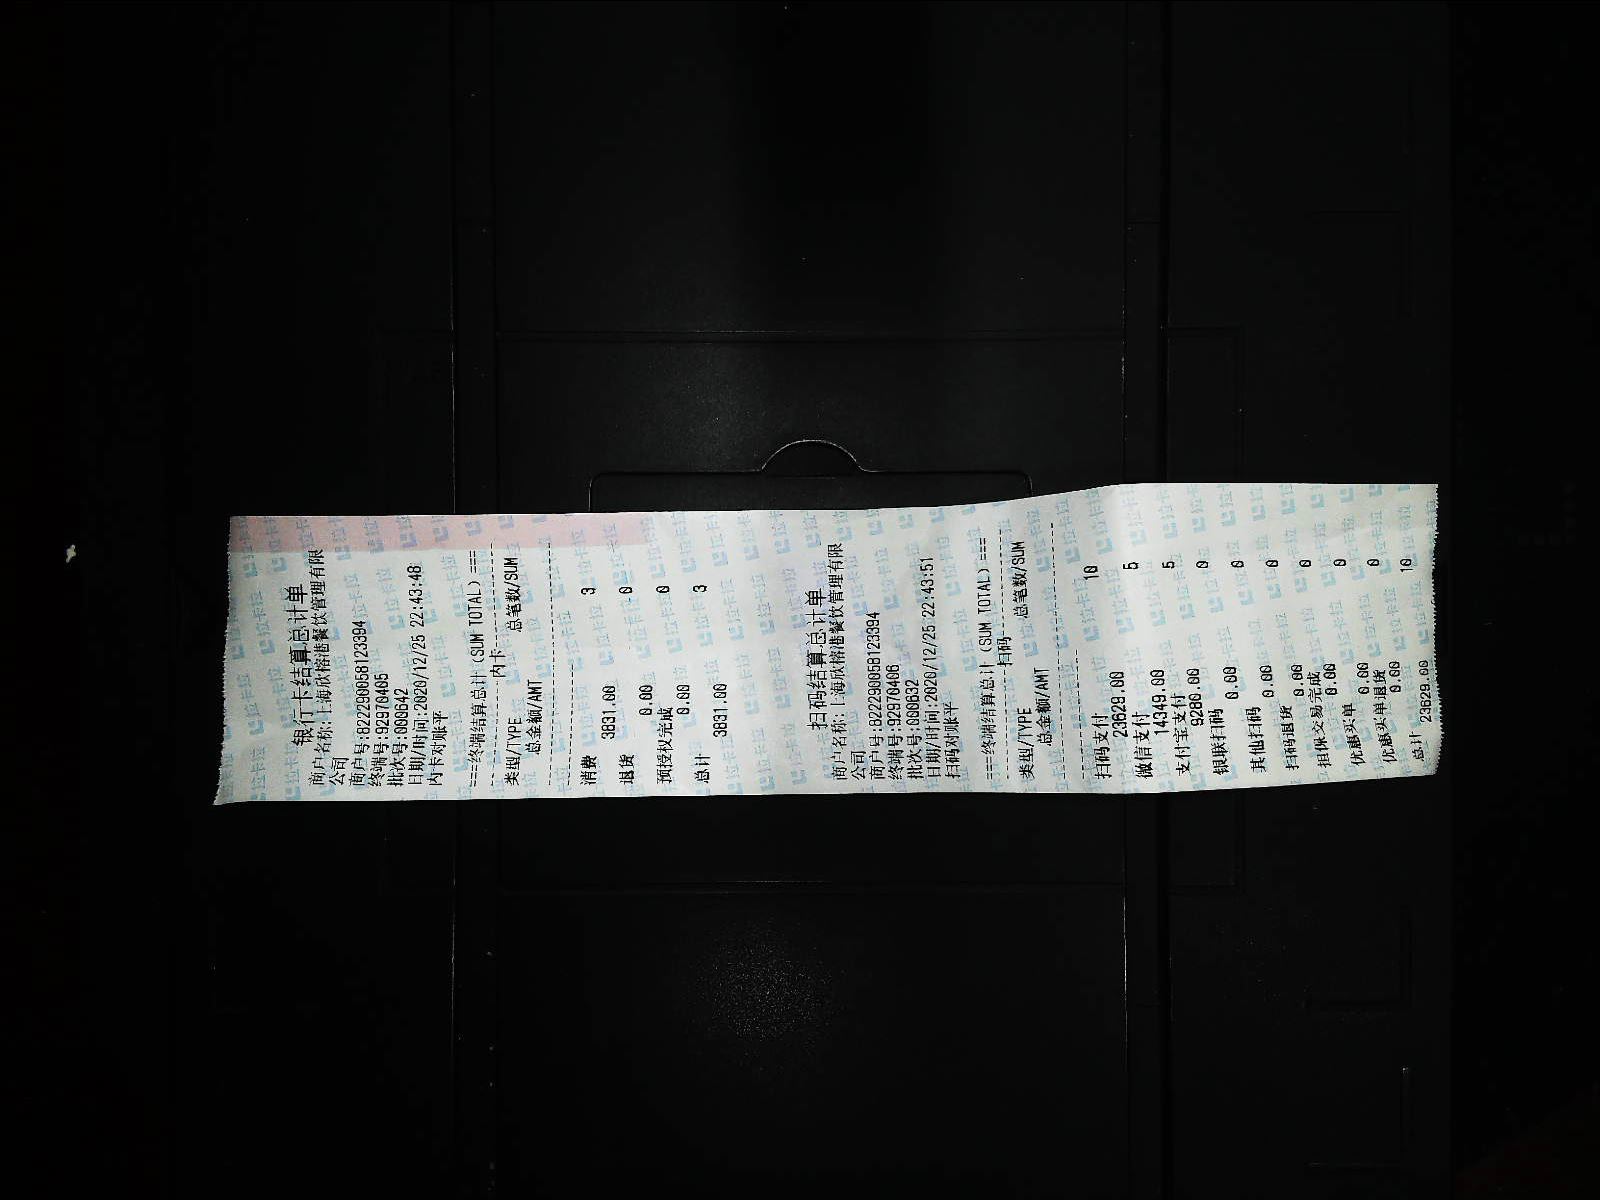 银行卡结算总计单
商户名称:上海欣榕港餐饮管理有限
公司
商户号:822290058123394
终端号:92970405
批次号:000642
日期/时间:2020/12/25 22:43:48
内卡对账平
===终端结算总计(SUM TOTAL)===
内卡
类型/TYPE 总笔数/SUM
总金额/AMT
消费 3
3831.00
退货 0
0.00
预授权完成 0
0.00
总计 3
3831.00
扫码结算总计单
商户名称:上海欣榕港餐饮管理有限
公司
商户号:822290058123394
终端号:92970406
批次号:000632
日期/时间:2020/12/25 22:43:51
扫码对账平
===终端结算总计(SUM TOTAL)===
扫码
类型/TYPE 总笔数/SUM
总金额/AMT
扫码支付 10
23629.00
微信支付 5
14349.00
支付宝支付 5
9280.00
银联扫码 0
0.00
其他扫码 0
0.00
扫码退货 0
0.00
担保交易完成 0
0.00
优惠买单 0
0.00
优惠买单退货 0
0.00
总计 10
23629.00